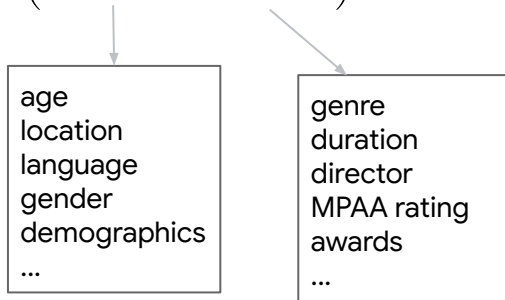 age
location
language
gender
demographics
...
genre
duration
director
MPAA rating
awards
...